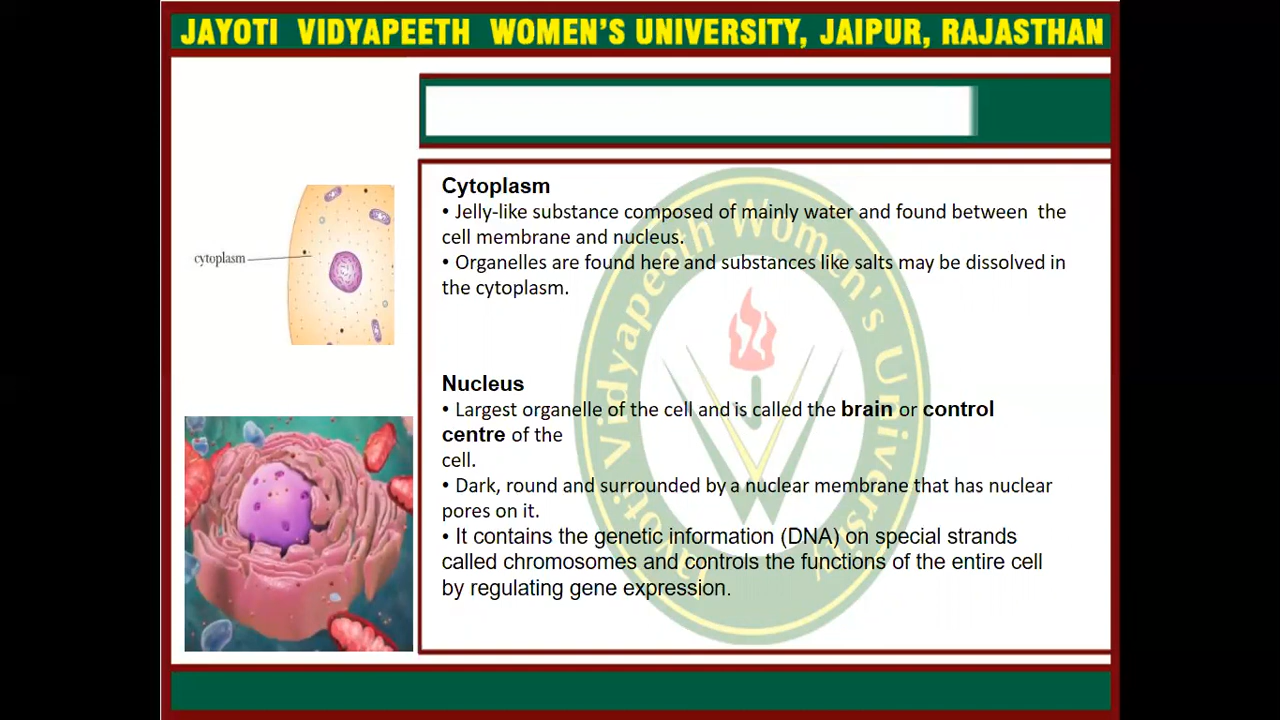 JAYOTI VIDYAPEETH WOMEN'S UNIVERSITY, JAIPUR, RAJASTHAN
cytoplasm
Cytoplasm
• Jelly-like substance composed of mainly water and found between the
cell membrane and nucleus.
• Organelles are found here and substances like salts may be dissolved in
the cytoplasm.
Nucleus
• Largest organelle of the cell and is called the brain or control
centre of the
cell.
• Dark, round and surrounded by a nuclear membrane that has nuclear
pores on it.
• It contains the genetic information (DNA) on special strands
called chromosomes and controls the functions of the entire cell
by regulating gene expression.
Jyoti Vidyapeeth Women's University